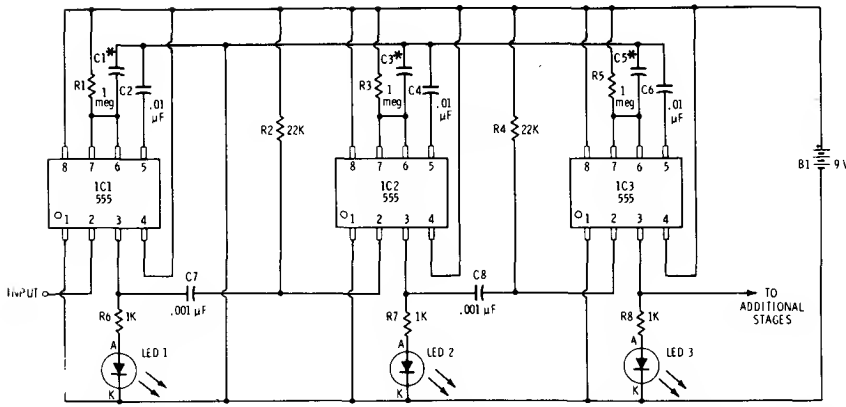 C1* C3* C5*
R1 C2 R3 C4 R5 C6
1 meg .01 µF 1 meg .01 µF 1 meg .01 µF
R2 22K R4 22K
8 7 6 5 8 7 6 5 8 7 6 5
B1 9V
IC1 IC2 IC3
555 555 555
1 2 3 4 1 2 3 4 1 2 3 4
C7 C8
INPUT
.001 µF .001 µF
TO
ADDITIONAL
STAGES
R6 1K R7 1K R8 1K
A A A
LED 1 LED 2 LED 3
K K K